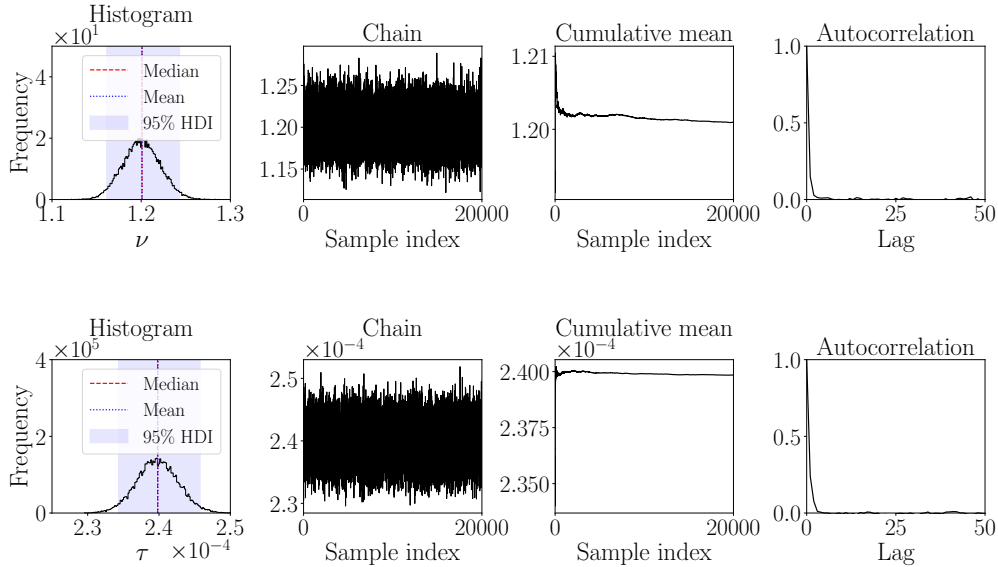 Histogram
Chain
Cumulative mean
Autocorrelation
×10¹
Frequency
4
2
0
Median
Mean
95% HDI
1.1
1.2
1.3
ν
1.25
1.20
1.15
0
20000
Sample index
1.21
1.20
0
20000
Sample index
1.0
0.5
0.0
0
25
50
Lag
Histogram
Chain
Cumulative mean
Autocorrelation
×10⁵
Frequency
4
2
0
Median
Mean
95% HDI
2.3
2.4
2.5
τ
×10⁻⁴
×10⁻⁴
2.5
2.4
2.3
0
20000
Sample index
×10⁻⁴
2.400
2.375
2.350
0
20000
Sample index
1.0
0.5
0.0
0
25
50
Lag